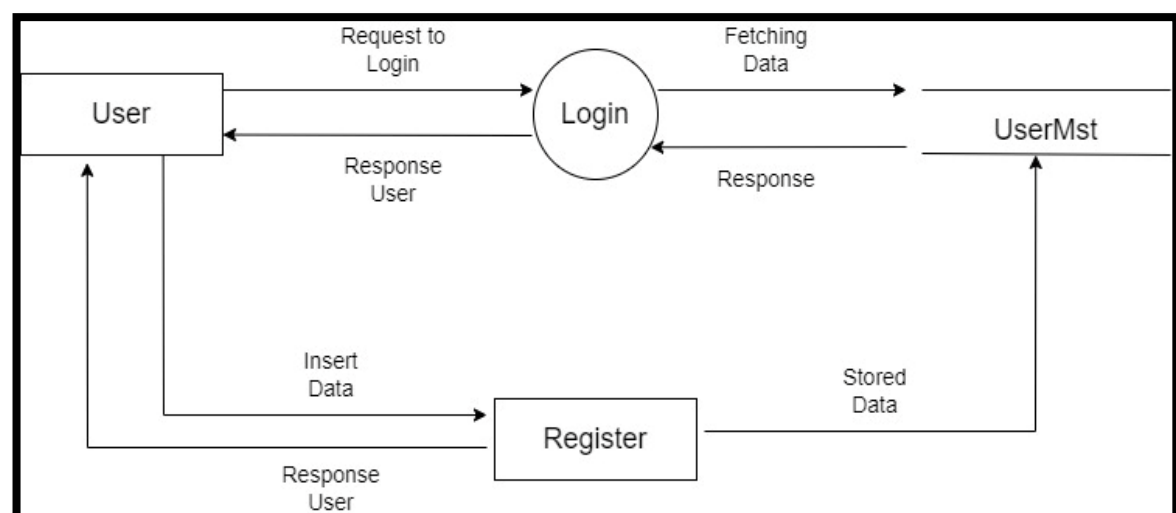 Request to
Login
Fetching
Data
User
Login
UserMst
Response
User
Response
Insert
Data
Stored
Data
Register
Response
User